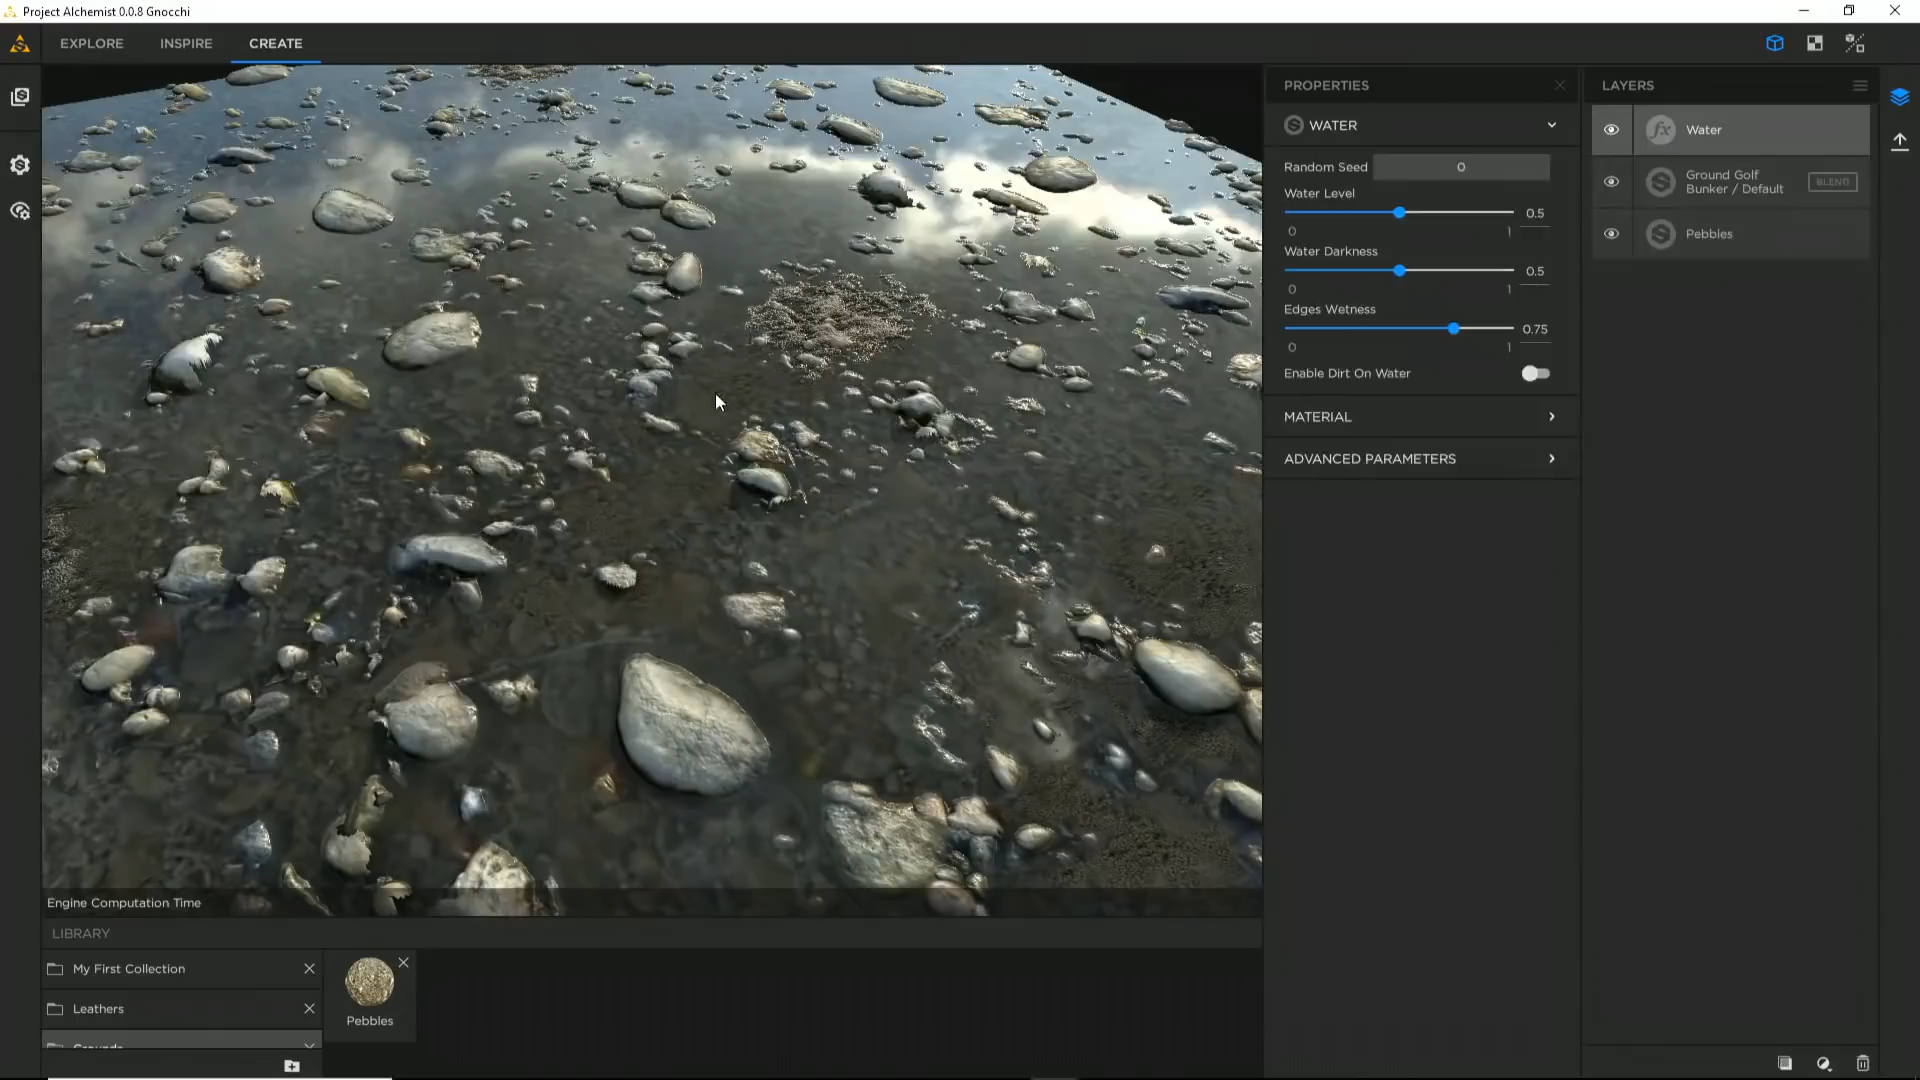 Project Alchemist 0.0.8 Gnocchi
EXPLORE INSPIRE CREATE
PROPERTIES
WATER
Random Seed 0
Water Level
0.5
0 1
Water Darkness
0.5
0 1
Edges Wetness
0.75
0 1
Enable Dirt On Water
MATERIAL
ADVANCED PARAMETERS
LAYERS
Water
Ground Golf
Bunker / Default
BLEND
Pebbles
Engine Computation Time
LIBRARY
My First Collection
Leathers
Grounds
Pebbles